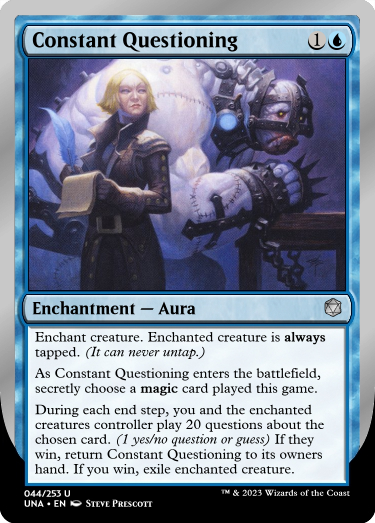 Constant Questioning 1
Enchantment — Aura
Enchant creature. Enchanted creature is always
tapped. (It can never untap.)
As Constant Questioning enters the battlefield,
secretly choose a magic card played this game.
During each end step, you and the enchanted
creatures controller play 20 questions about the
chosen card. (1 yes/no question or guess) If they
win, return Constant Questioning to its owners
hand. If you win, exile enchanted creature.
044/253 U
UNA • EN STEVE PRESCOTT
™ & 2023 Wizards of the Coast